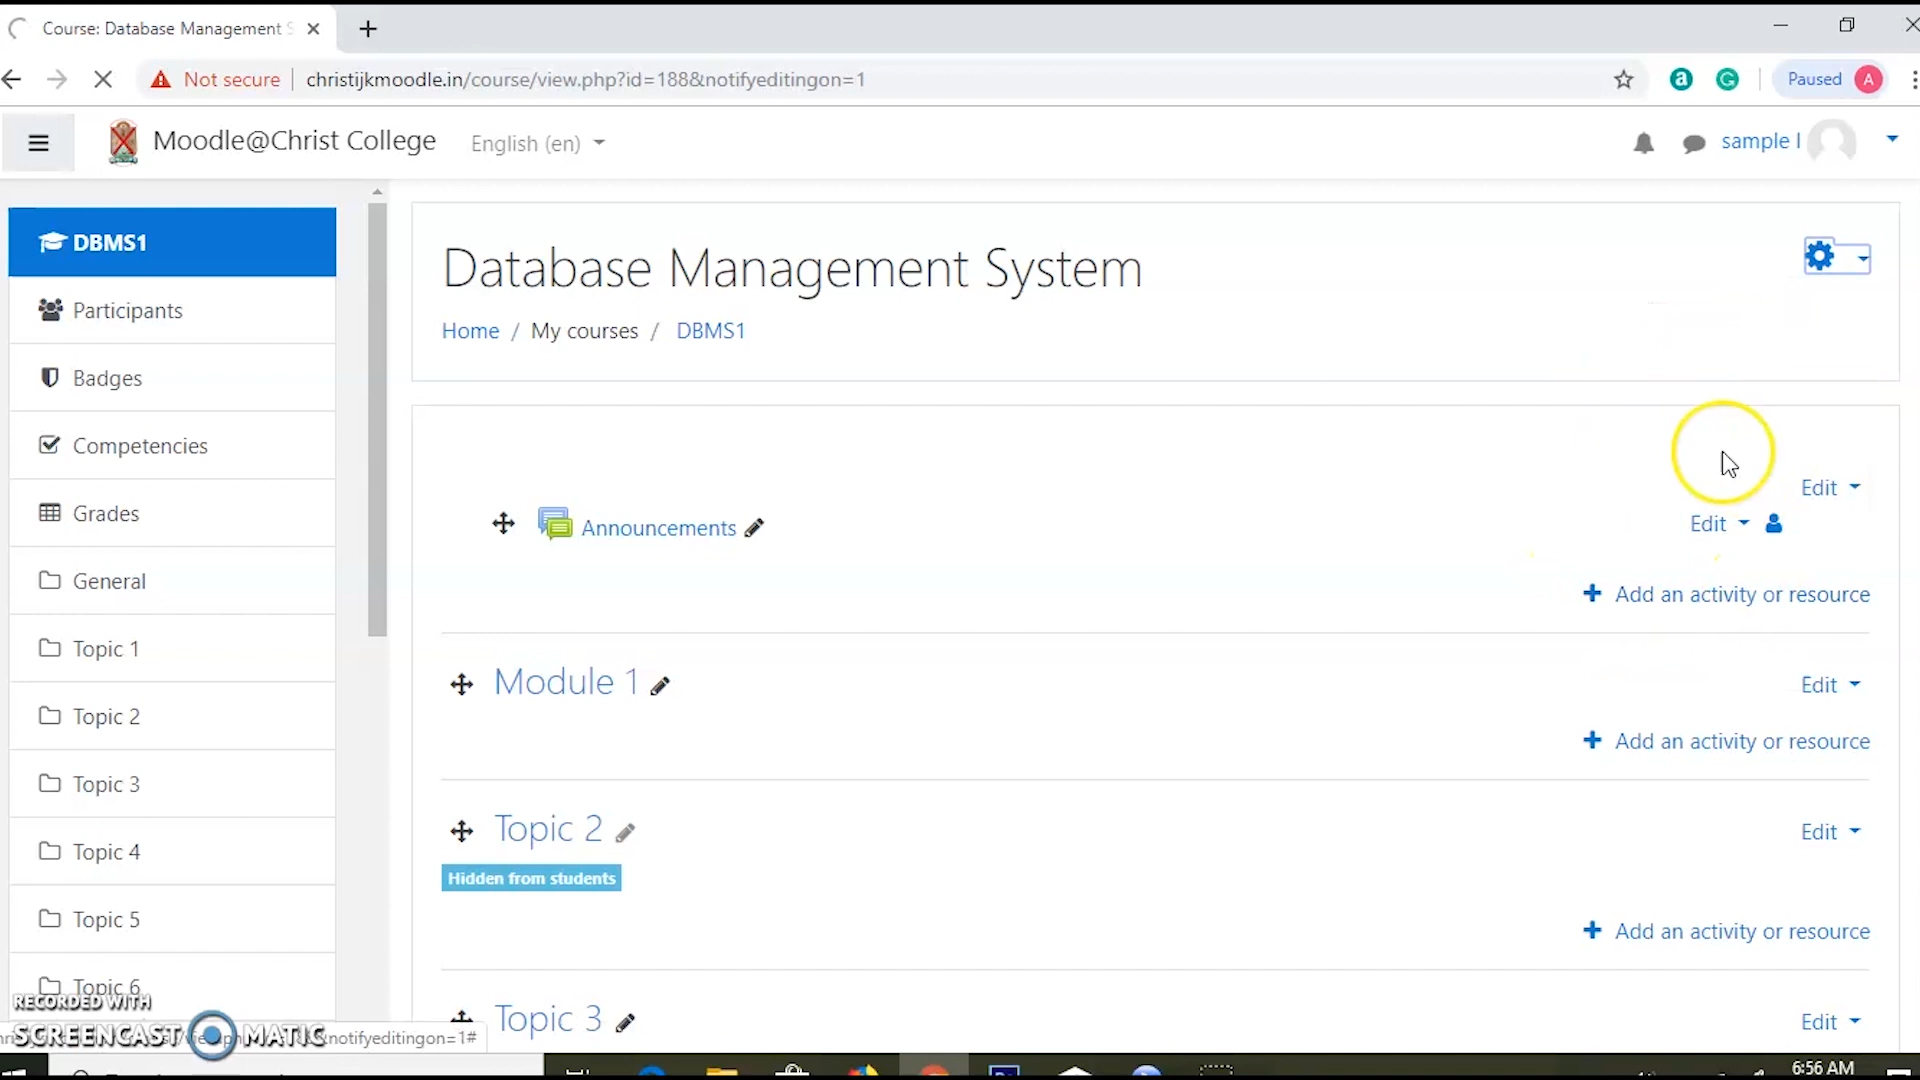 Course: Database Management S
Not secure christijkmoodle.in/course/view.php?id=188&notifyeditingon=1 Paused A
Moodle@Christ College English (en) sample I
DBMS1
Participants
Badges
Competencies
Grades
General
Topic 1
Topic 2
Topic 3
Topic 4
Topic 5
Topic 6
Database Management System
Home / My courses / DBMS1
Edit
Announcements Edit
Add an activity or resource
Module 1 Edit
Add an activity or resource
Topic 2 Edit
Hidden from students
Add an activity or resource
Topic 3 Edit
RECORDED WITH
SCREENCAST MATIC
notifyeditingon=1#
6:56 AM